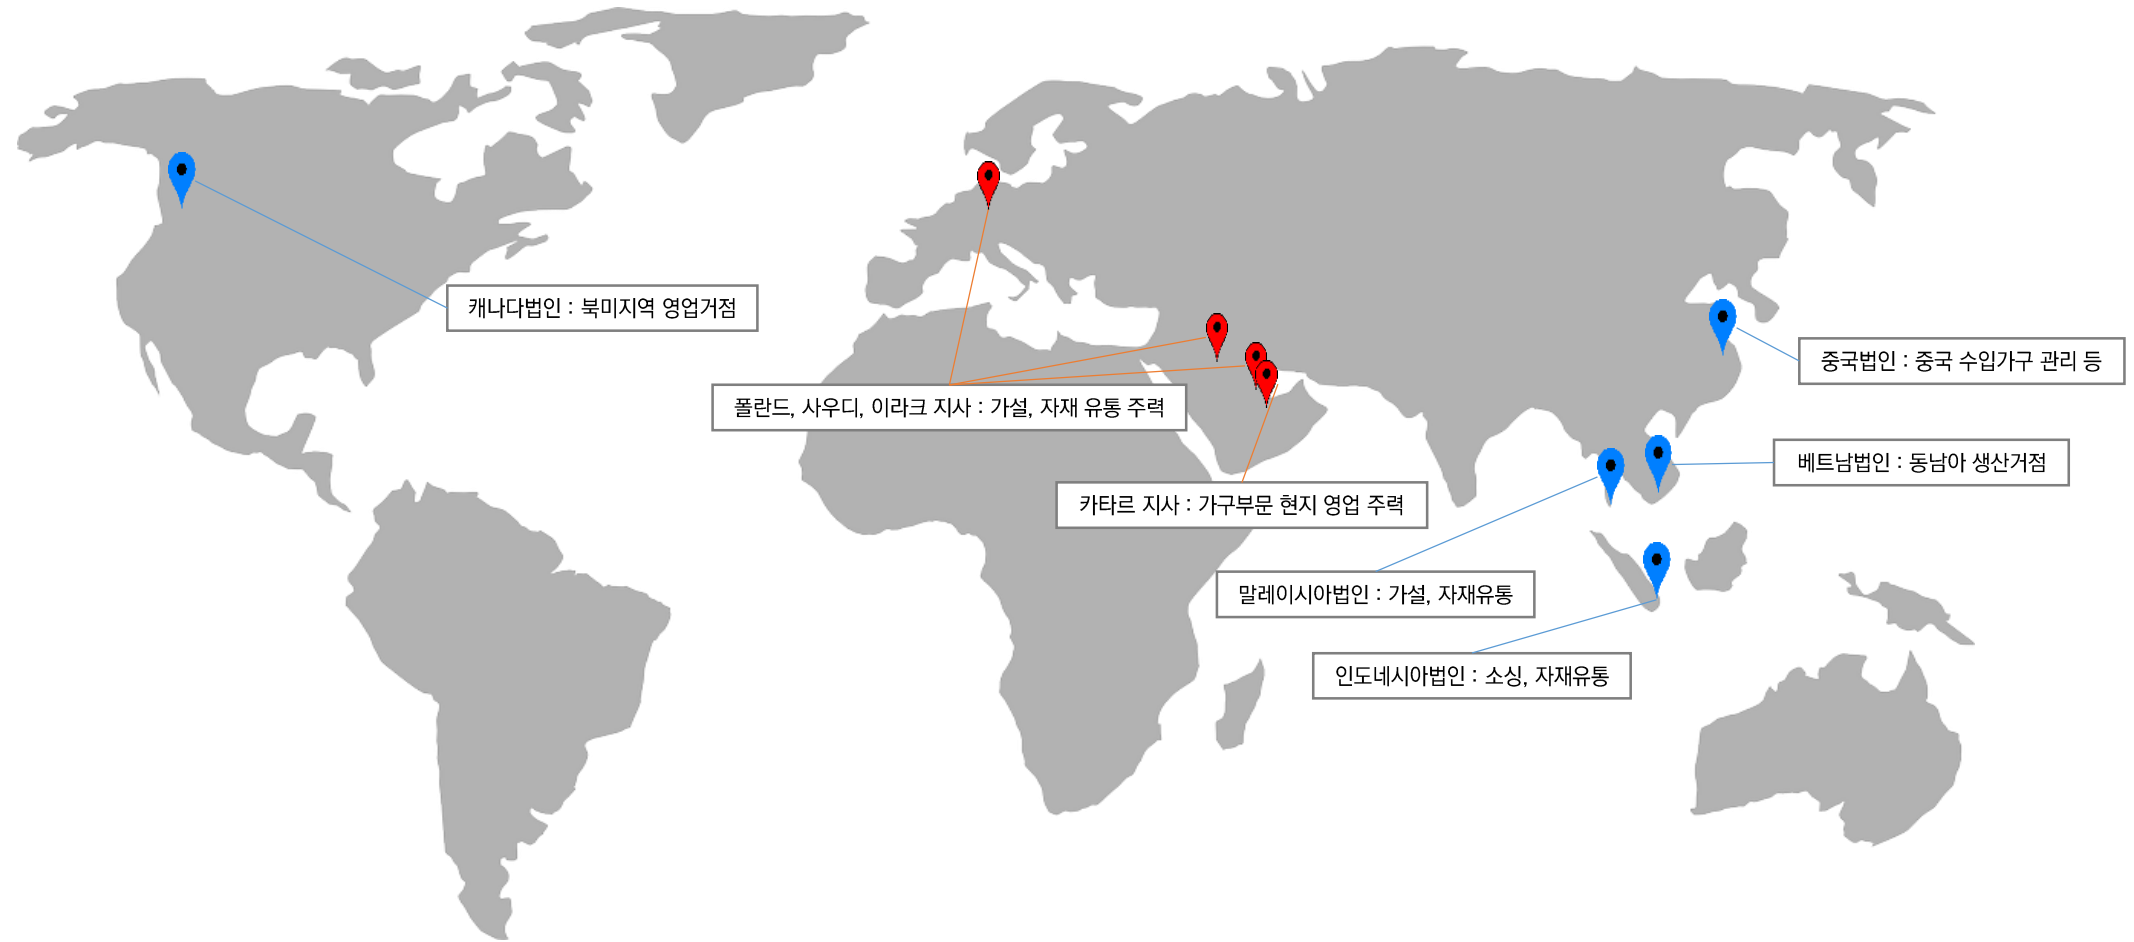 캐나다법인 : 북미지역 영업거점
중국법인 : 중국 수입가구 관리 등
폴란드, 사우디, 이라크 지사 : 가설, 자재 유통 주력
베트남법인 : 동남아 생산거점
카타르 지사 : 가구부문 현지 영업 주력
말레이시아법인 : 가설, 자재유통
인도네시아법인 : 소싱, 자재유통